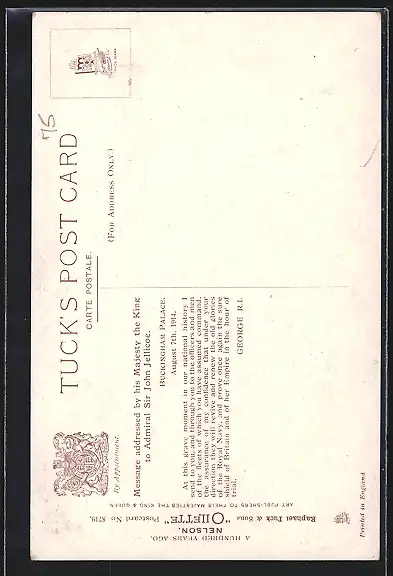 75
TUCK'S POST CARD
CARTE POSTALE.
(FOR ADDRESS ONLY.)
By Appointment.
Message addressed by his Majesty the King
to Admiral Sir John Jellicoe.
BUCKINGHAM PALACE,
August 7th, 1914.
At this grave moment in our national history I
send to you, and through you to the officers and men
of the fleets of which you have assumed command,
the assurance of my confidence that under your
direction they will revive and renew the old glories
of the Royal Navy, and prove once again the sure
shield of Britain and of her Empire in the hour of
trial.
GEORGE R.I.
A HUNDRED YEARS AGO.
NELSON.
Raphael Tuck & Sons "OILETTE" Postcard No. 8719.
ART PUBLISHERS TO THEIR MAJESTIES THE KING & QUEEN
Printed in England.